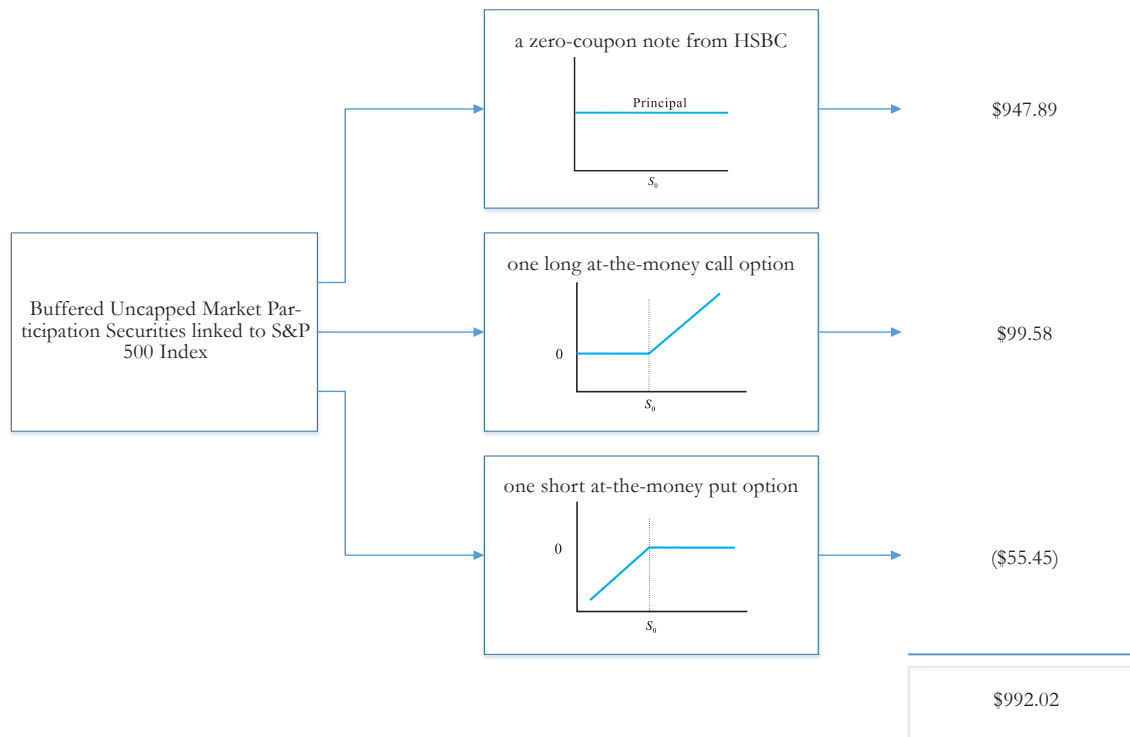 a zero-coupon note from HSBC
Principal
S₀
$947.89
Buffered Uncapped Market Par-
ticipation Securities linked to S&P
500 Index
one long at-the-money call option
0
S₀
$99.58
one short at-the-money put option
0
S₀
($55.45)
$992.02